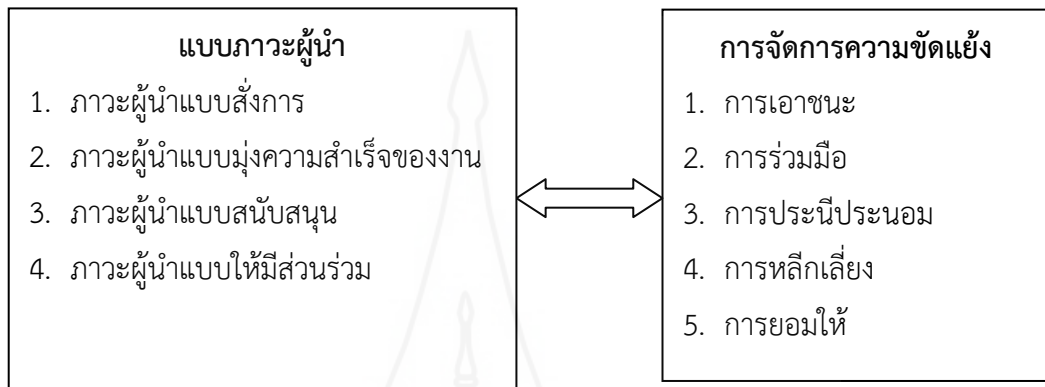 แบบภาวะผู้นำ
1. ภาวะผู้นำแบบสั่งการ
2. ภาวะผู้นำแบบมุ่งความสำเร็จของงาน
3. ภาวะผู้นำแบบสนับสนุน
4. ภาวะผู้นำแบบให้มีส่วนร่วม
การจัดการความขัดแย้ง
1. การเอาชนะ
2. การร่วมมือ
3. การประนีประนอม
4. การหลีกเลี่ยง
5. การยอมให้